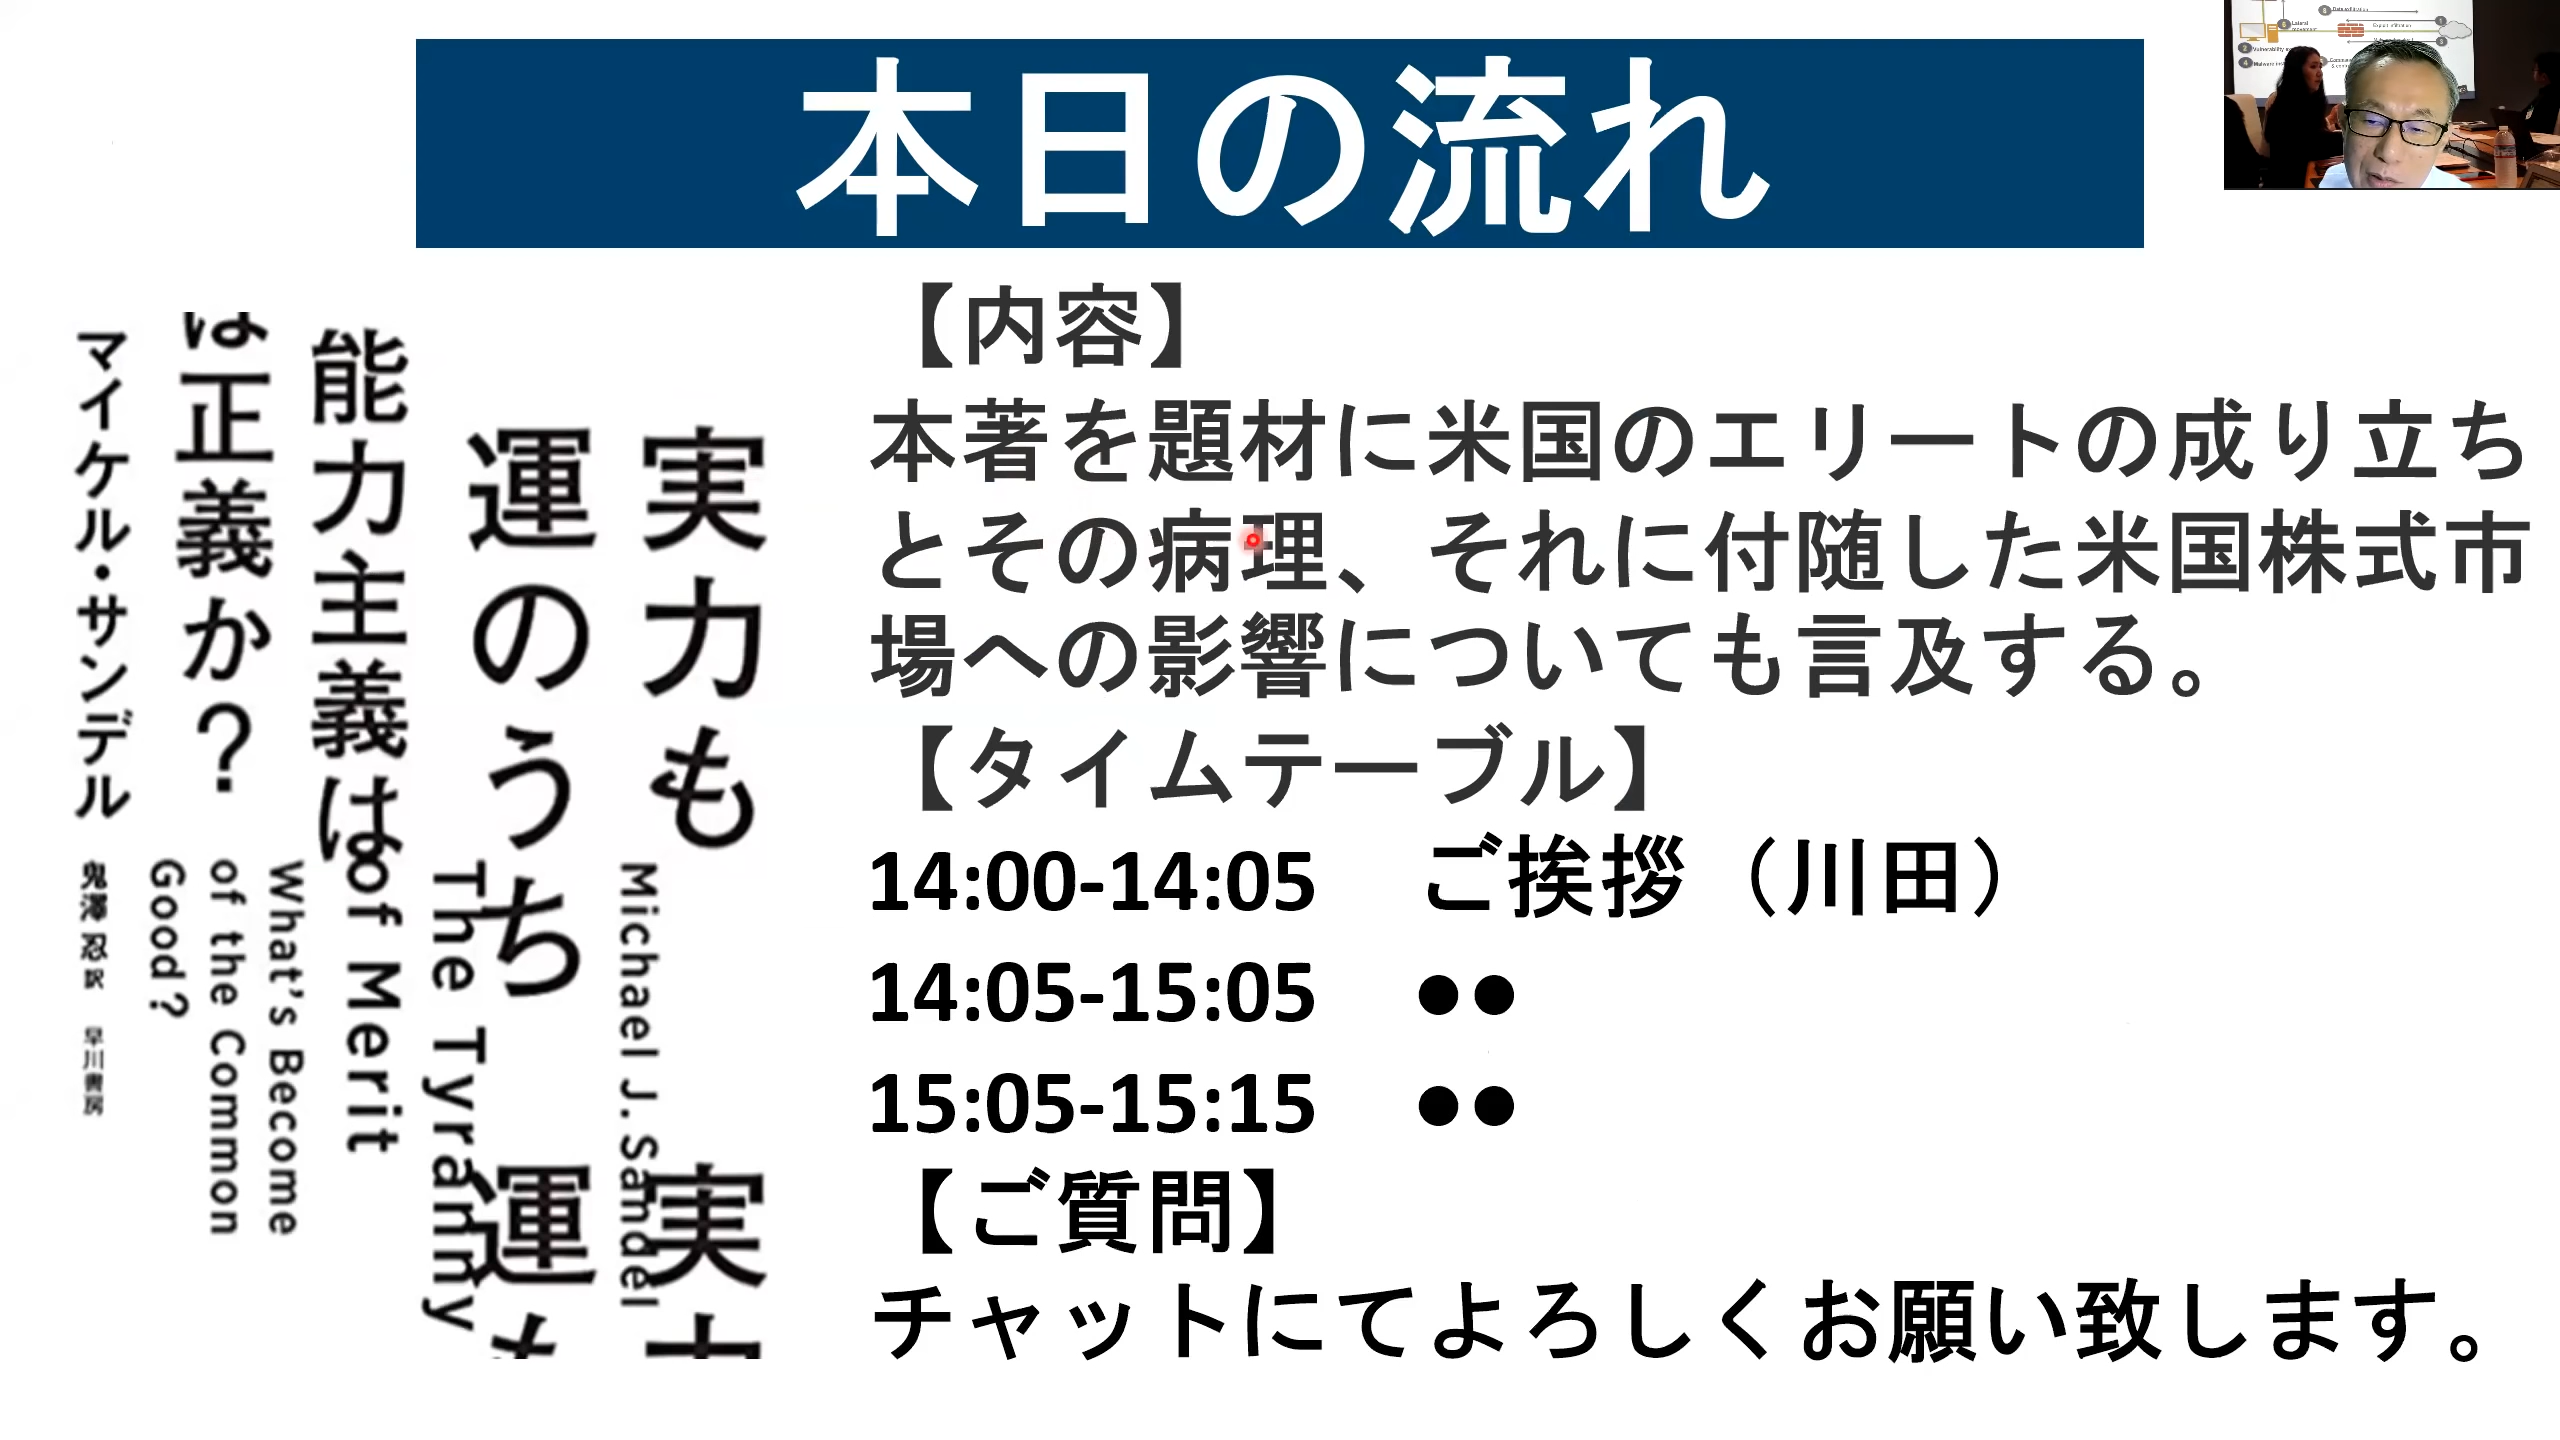 本日の流れ
【内容】
本著を題材に米国のエリートの成り立ち
とその病理、それに付随した米国株式市
場への影響についても言及する。
【タイムテーブル】
14:00-14:05 ご挨拶（川田）
14:05-15:05 ●●
15:05-15:15 ●●
【ご質問】
チャットにてよろしくお願い致します。
実力も
運のうち
能力主義は
は正義か？
マイケル・サンデル
Michael J. Sandel
The Tyranny
of Merit
What's Become
of the Common
Good?
鬼澤 忍 訳 早川書房
実力
運も
Lateral
movement